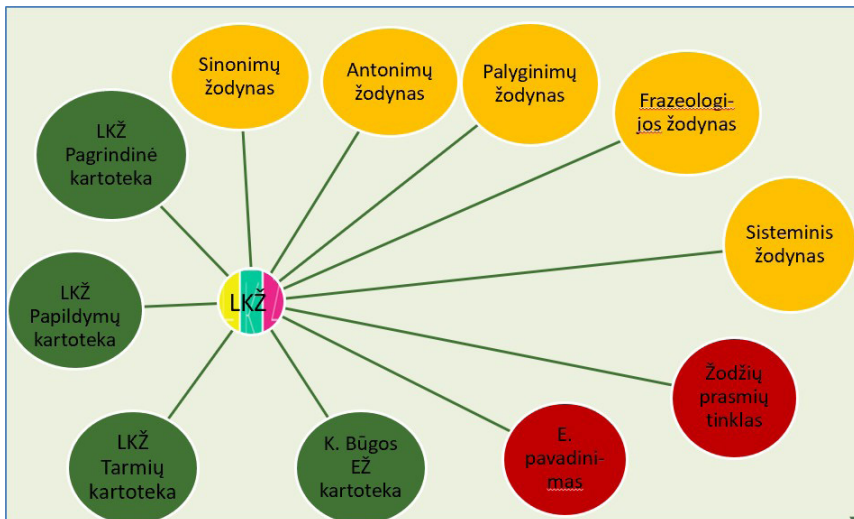 Sinonimų
žodynas
Antonimų
žodynas
Palyginimų
žodynas
Frazeologi-
jos žodynas
LKŽ
Pagrindinė
kartoteka
Sisteminis
žodynas
LKŽ
LKŽ
Papildymų
kartoteka
Žodžių
prasmių
tinklas
LKŽ
Tarmių
kartoteka
K. Būgos
EŽ
kartoteka
E.
pavadini-
mas